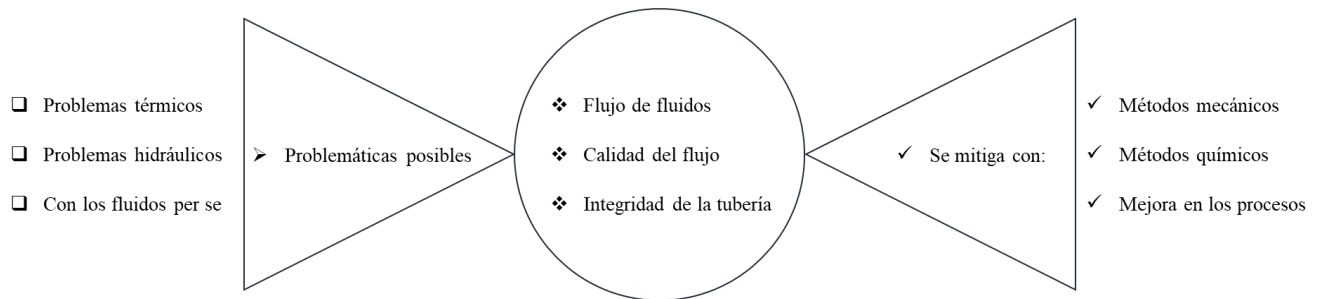 Problemas térmicos
Problemas hidráulicos
Con los fluidos per se
Problemáticas posibles
Flujo de fluidos
Calidad del flujo
Integridad de la tubería
Se mitiga con:
Métodos mecánicos
Métodos químicos
Mejora en los procesos